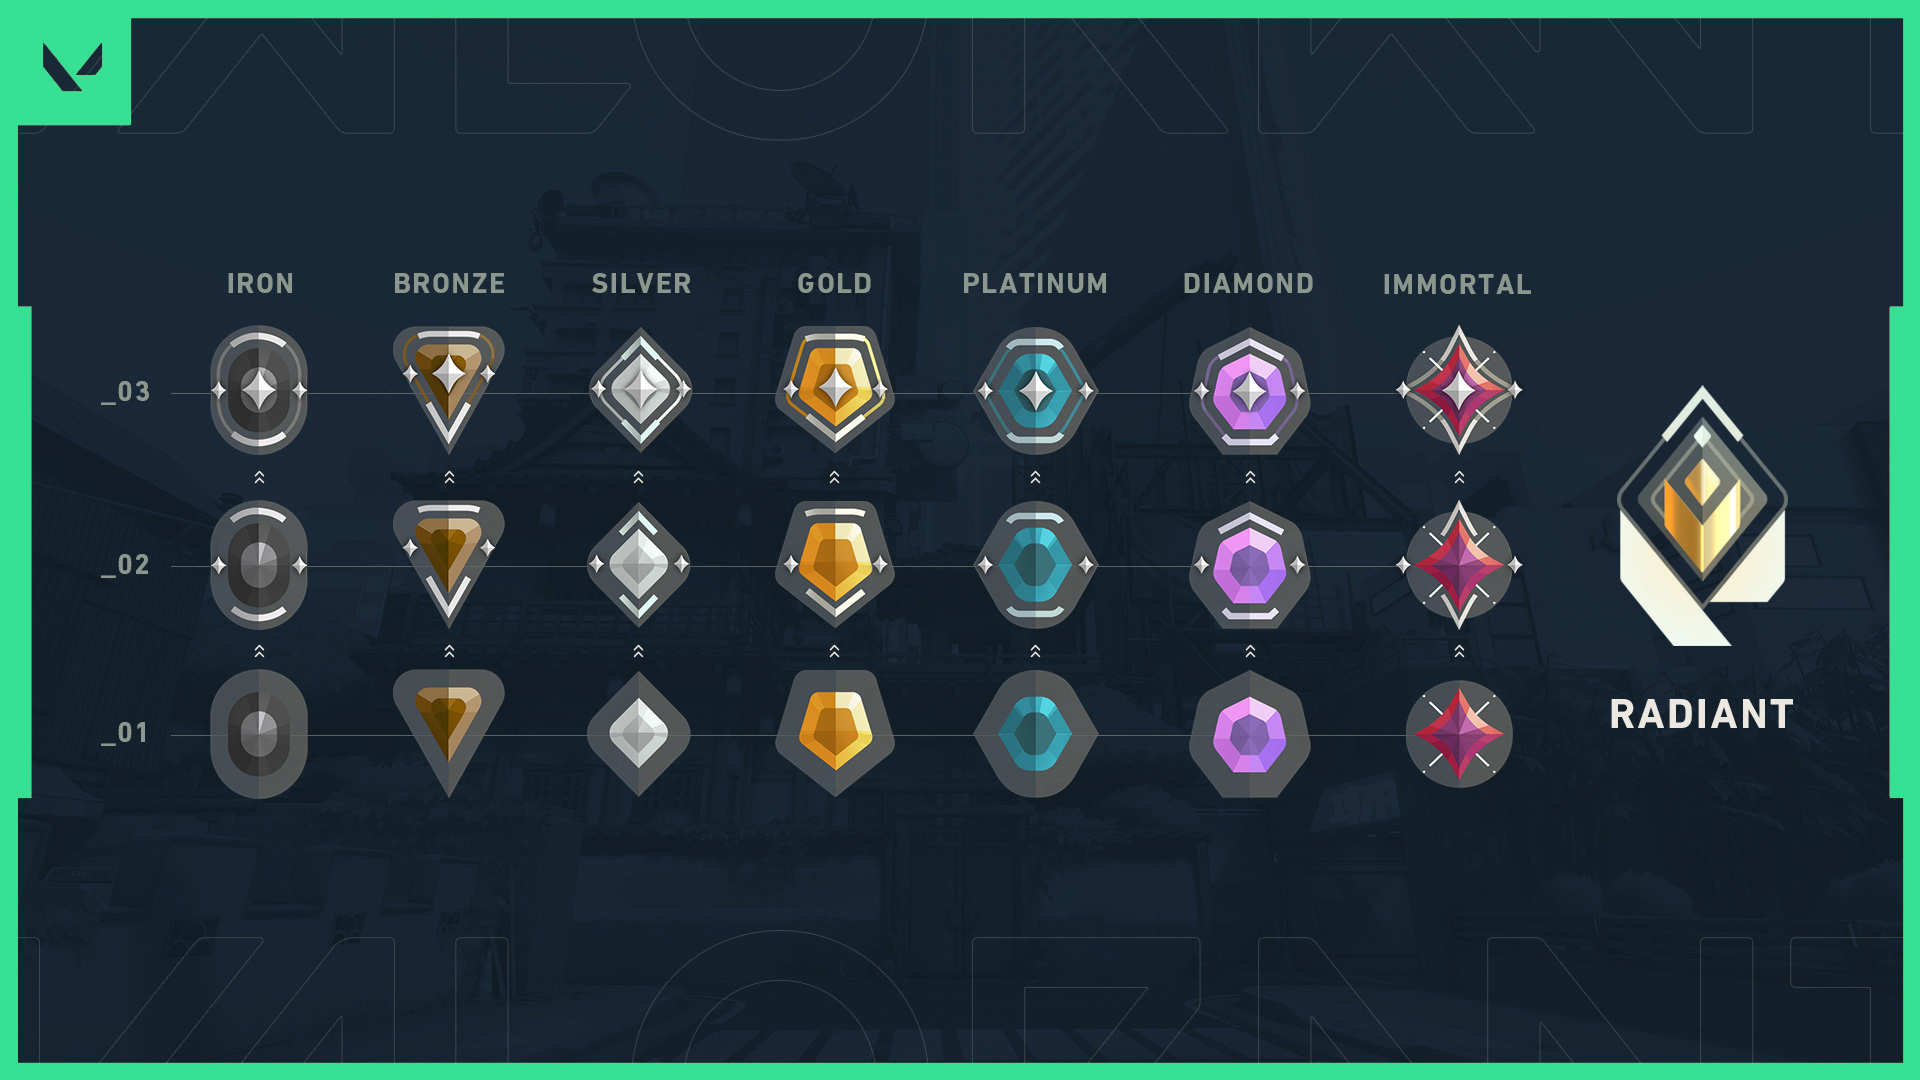 IRON BRONZE SILVER GOLD PLATINUM DIAMOND IMMORTAL
_03
_02
_01
RADIANT